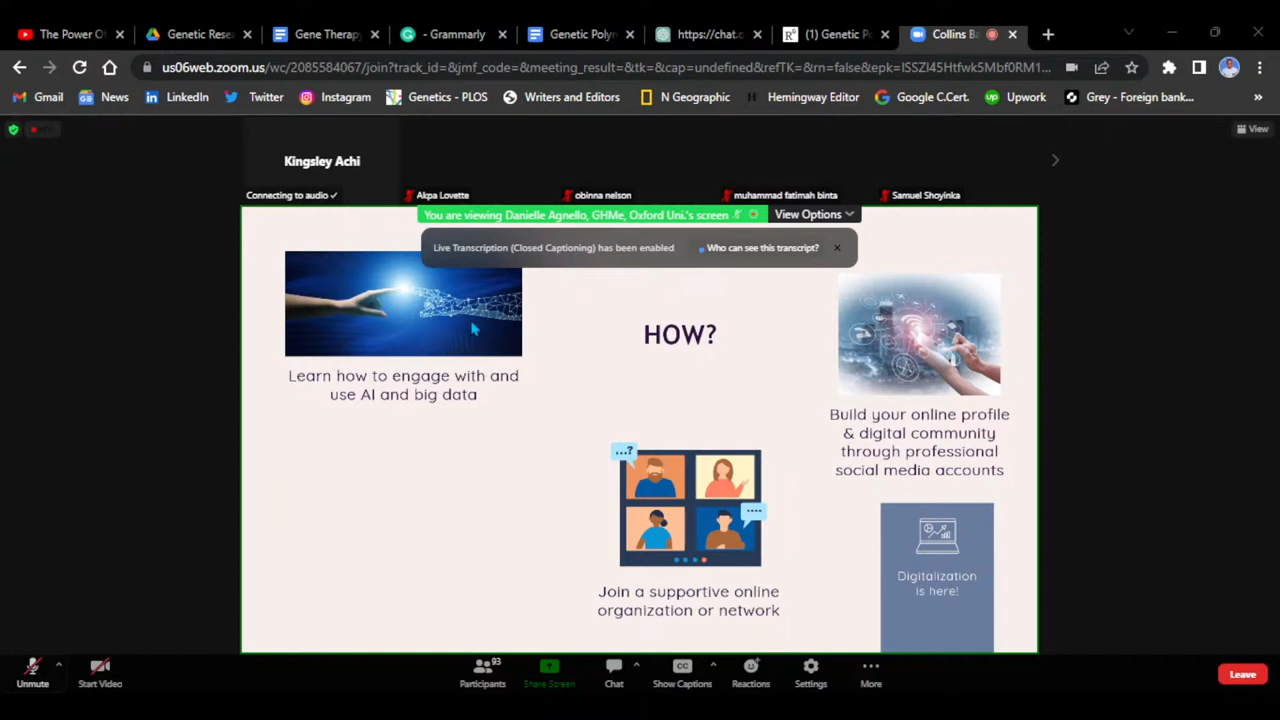 The Power O
Genetic Rese
Gene Therapy
- Grammarly
Genetic Polyn
https://chat.o
(1) Genetic Po
Collins B
us06web.zoom.us/wc/2085584067/join?track_id=&jmf_code=&meeting_result=&tk=&cap=undefined&refTK=&rn=false&epk=ISSZI45Htfwk5Mbf0RM1...
Gmail
News
LinkedIn
Twitter
Instagram
Genetics - PLOS
Writers and Editors
N Geographic
Hemingway Editor
Google C.Cert.
Upwork
Grey - Foreign bank...
View
Kingsley Achi
Connecting to audio
Akpa Lovette
obinna nelson
muhammad fatimah binta
Samuel Shoyinka
You are viewing Danielle Agnello, GHMe, Oxford Uni.'s screen
View Options
Live Transcription (Closed Captioning) has been enabled
Who can see this transcript?
HOW?
Learn how to engage with and
use AI and big data
Build your online profile
& digital community
through professional
social media accounts
...?
....
Join a supportive online
organization or network
Digitalization
is here!
Unmute
Start Video
93
Participants
Share Screen
Chat
CC
Show Captions
Reactions
Settings
More
Leave